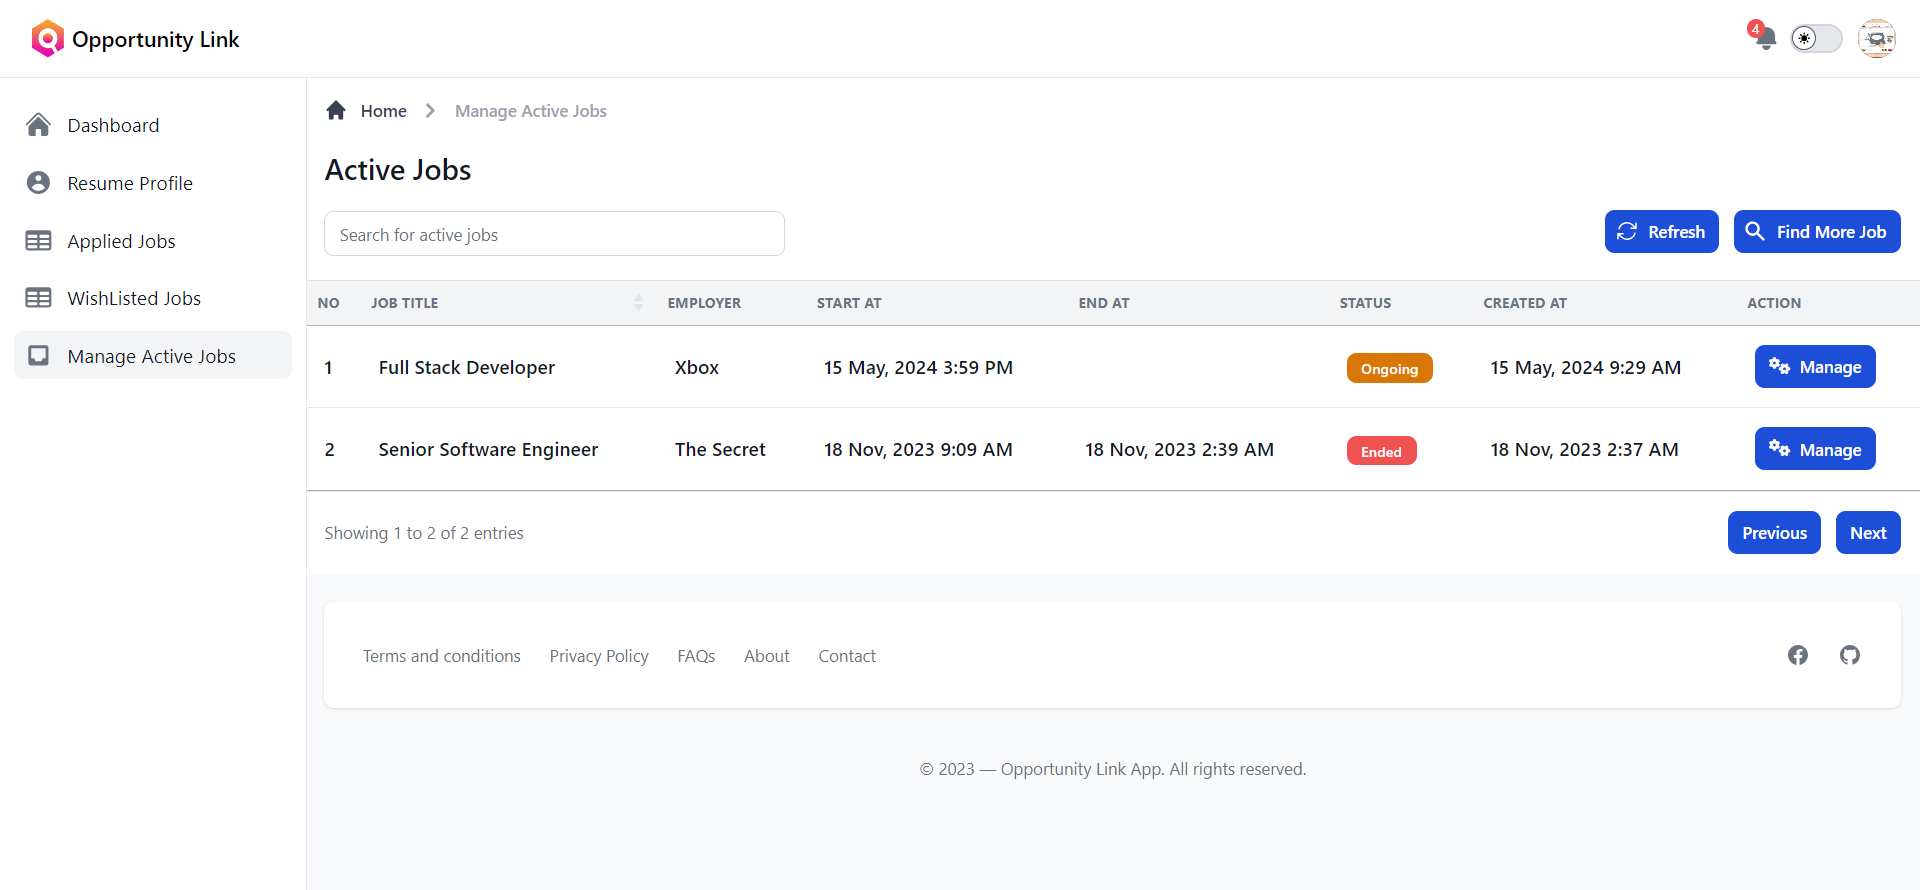 Opportunity Link
4
Dashboard
Resume Profile
Applied Jobs
WishListed Jobs
Manage Active Jobs
Home Manage Active Jobs
Active Jobs
Search for active jobs
Refresh Find More Job
NO JOB TITLE EMPLOYER START AT END AT STATUS CREATED AT ACTION
1 Full Stack Developer Xbox 15 May, 2024 3:59 PM Ongoing 15 May, 2024 9:29 AM Manage
2 Senior Software Engineer The Secret 18 Nov, 2023 9:09 AM 18 Nov, 2023 2:39 AM Ended 18 Nov, 2023 2:37 AM Manage
Showing 1 to 2 of 2 entries Previous Next
Terms and conditions Privacy Policy FAQs About Contact
© 2023 — Opportunity Link App. All rights reserved.